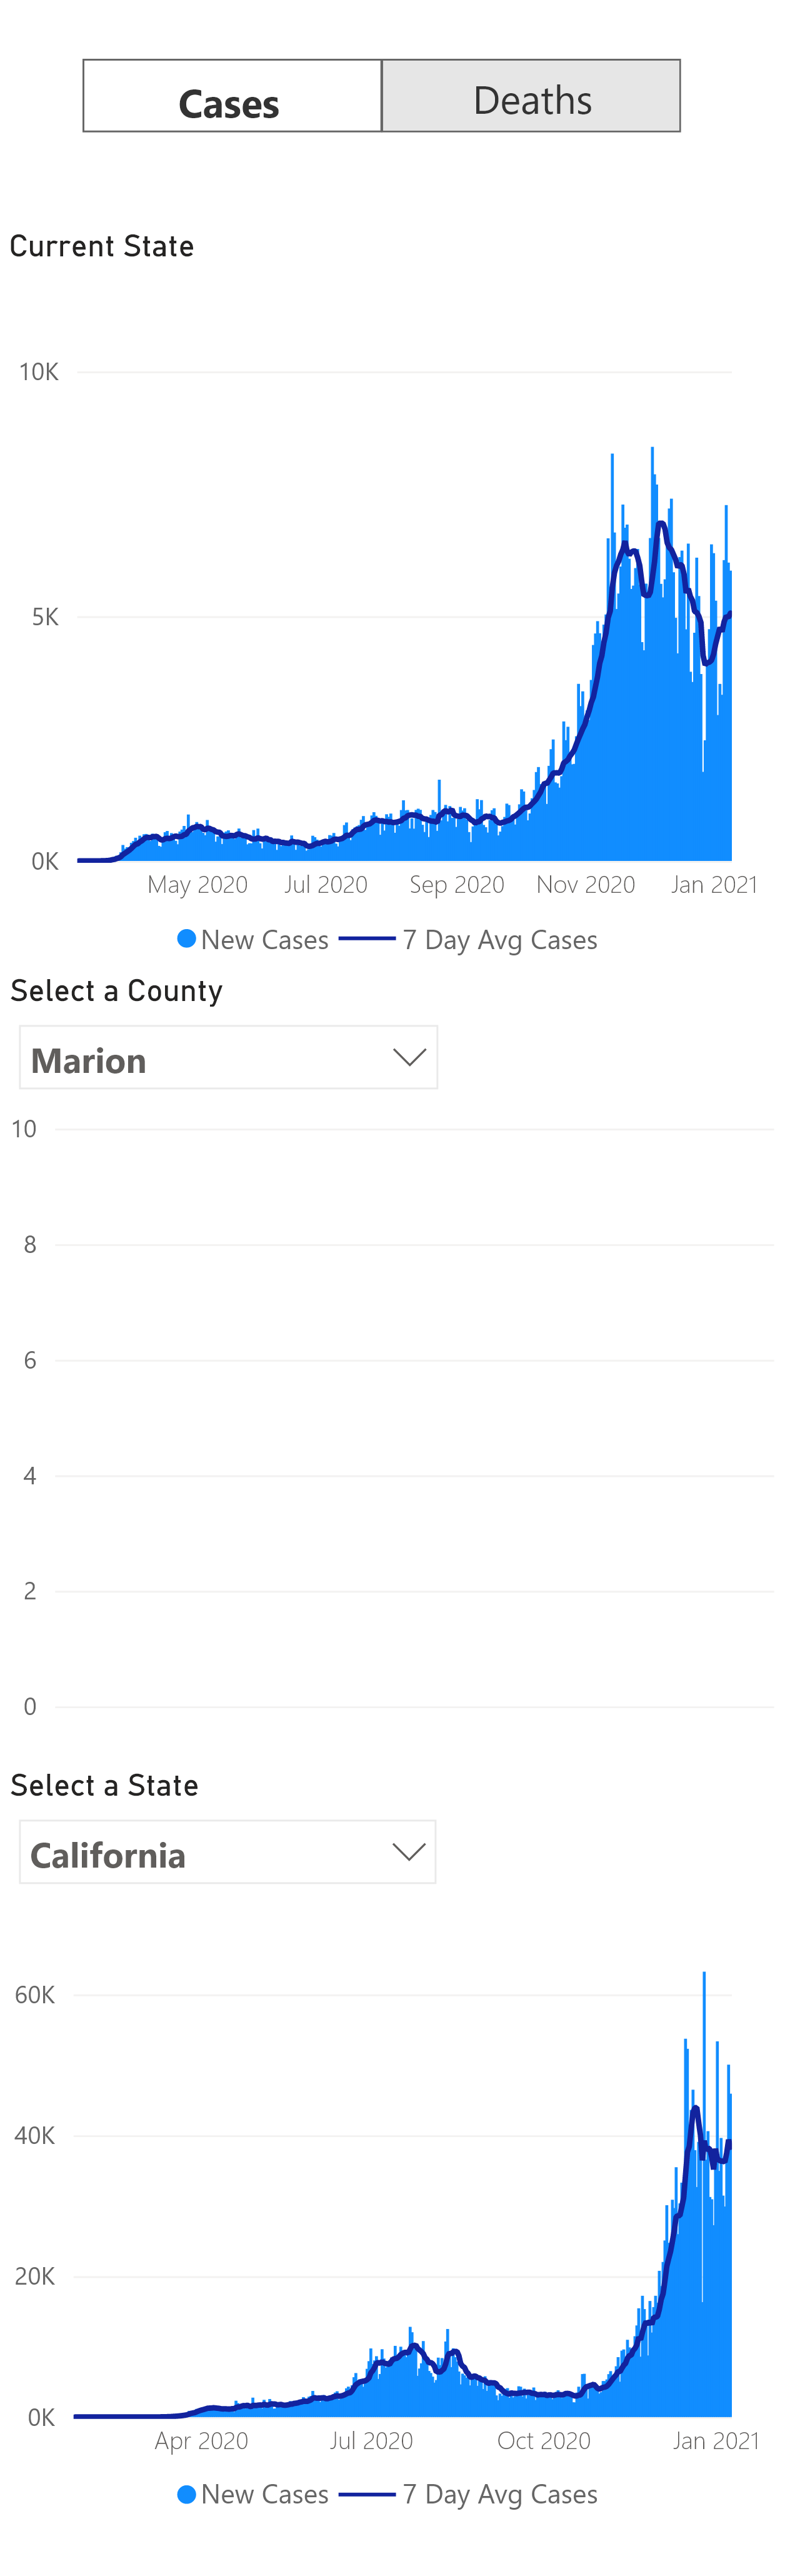 Cases Deaths
Current State
10K
5K
0K
May 2020 Jul 2020 Sep 2020 Nov 2020 Jan 2021
New Cases 7 Day Avg Cases
Select a County
Marion
10
8
6
4
2
0
Select a State
California
60K
40K
20K
0K
Apr 2020 Jul 2020 Oct 2020 Jan 2021
New Cases 7 Day Avg Cases